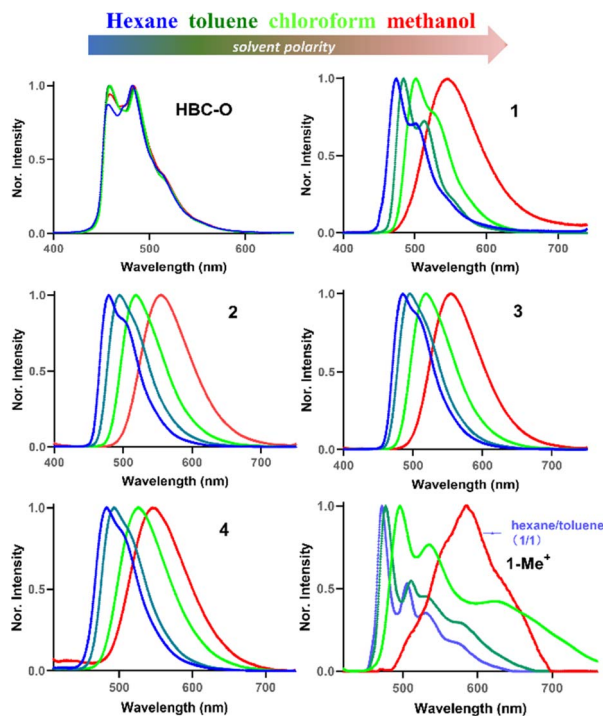 Hexane toluene chloroform methanol
solvent polarity
HBC-O
Nor. Intensity
1.0
0.5
0.0
400
500
600
Wavelength (nm)
1
Nor. Intensity
1.0
0.5
0.0
400
500
600
700
Wavelength (nm)
2
Nor. Intensity
1.0
0.5
0.0
400
500
600
700
Wavelength (nm)
3
Nor. Intensity
1.0
0.5
0.0
400
500
600
700
Wavelength (nm)
4
Nor. Intensity
1.0
0.5
0.0
500
600
700
Wavelength (nm)
hexane/toluene
(1/1)
1-Me⁺
Nor. Intensity
1.0
0.5
0.0
500
600
700
Wavelength (nm)